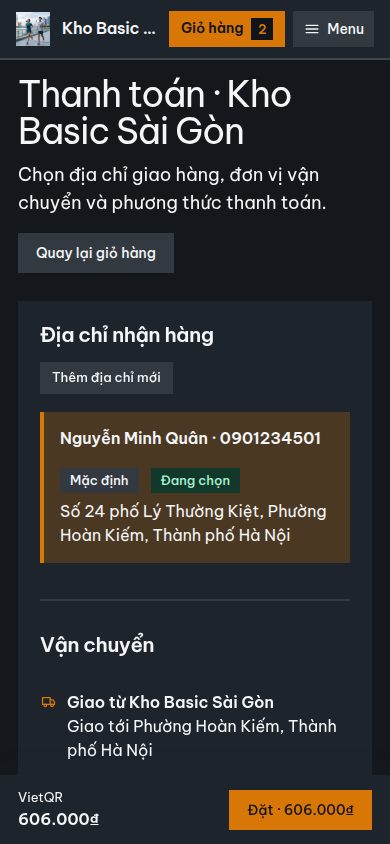 Kho Basic ...
Giỏ hàng 2
Menu
Thanh toán · Kho
Basic Sài Gòn
Chọn địa chỉ giao hàng, đơn vị vận
chuyển và phương thức thanh toán.
Quay lại giỏ hàng
Địa chỉ nhận hàng
Thêm địa chỉ mới
Nguyễn Minh Quân · 0901234501
Mặc định
Đang chọn
Số 24 phố Lý Thường Kiệt, Phường
Hoàn Kiếm, Thành phố Hà Nội
Vận chuyển
Giao từ Kho Basic Sài Gòn
Giao tới Phường Hoàn Kiếm, Thành
phố Hà Nội
VietQR
606.000₫
Đặt · 606.000₫